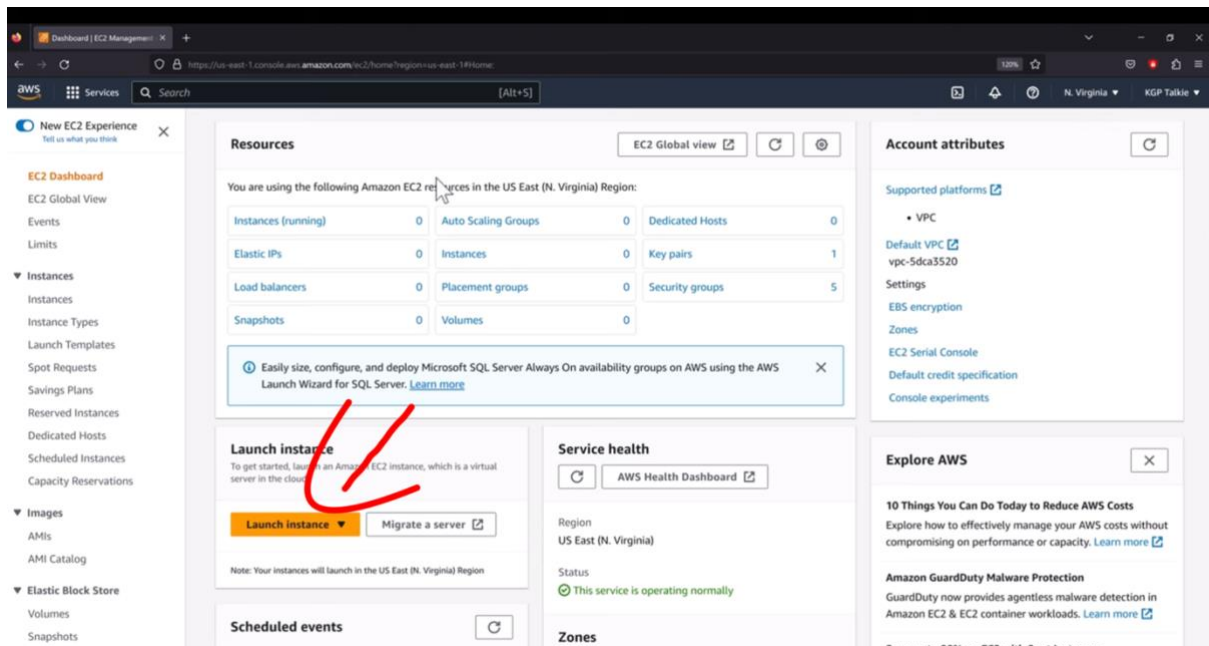 Dashboard | EC2 Management
https://us-east-1.console.aws.amazon.com/ec2/home?region=us-east-1#Home:
120%
aws
Services
Search
[Alt+S]
N. Virginia
KGP Talkie
New EC2 Experience
Tell us what you think
EC2 Dashboard
EC2 Global View
Events
Limits
Instances
Instances
Instance Types
Launch Templates
Spot Requests
Savings Plans
Reserved Instances
Dedicated Hosts
Scheduled Instances
Capacity Reservations
Images
AMIs
AMI Catalog
Elastic Block Store
Volumes
Snapshots
Resources
EC2 Global view
You are using the following Amazon EC2 resources in the US East (N. Virginia) Region:
Instances (running) 0
Auto Scaling Groups 0
Dedicated Hosts 0
Elastic IPs 0
Instances 0
Key pairs 1
Load balancers 0
Placement groups 0
Security groups 5
Snapshots 0
Volumes 0
Easily size, configure, and deploy Microsoft SQL Server Always On availability groups on AWS using the AWS
Launch Wizard for SQL Server. Learn more
Launch instance
To get started, launch an Amazon EC2 instance, which is a virtual
server in the cloud.
Launch instance
Migrate a server
Note: Your instances will launch in the US East (N. Virginia) Region
Scheduled events
Service health
AWS Health Dashboard
Region
US East (N. Virginia)
Status
This service is operating normally
Zones
Account attributes
Supported platforms
• VPC
Default VPC
vpc-5dca3520
Settings
EBS encryption
Zones
EC2 Serial Console
Default credit specification
Console experiments
Explore AWS
10 Things You Can Do Today to Reduce AWS Costs
Explore how to effectively manage your AWS costs without
compromising on performance or capacity. Learn more
Amazon GuardDuty Malware Protection
GuardDuty now provides agentless malware detection in
Amazon EC2 & EC2 container workloads. Learn more